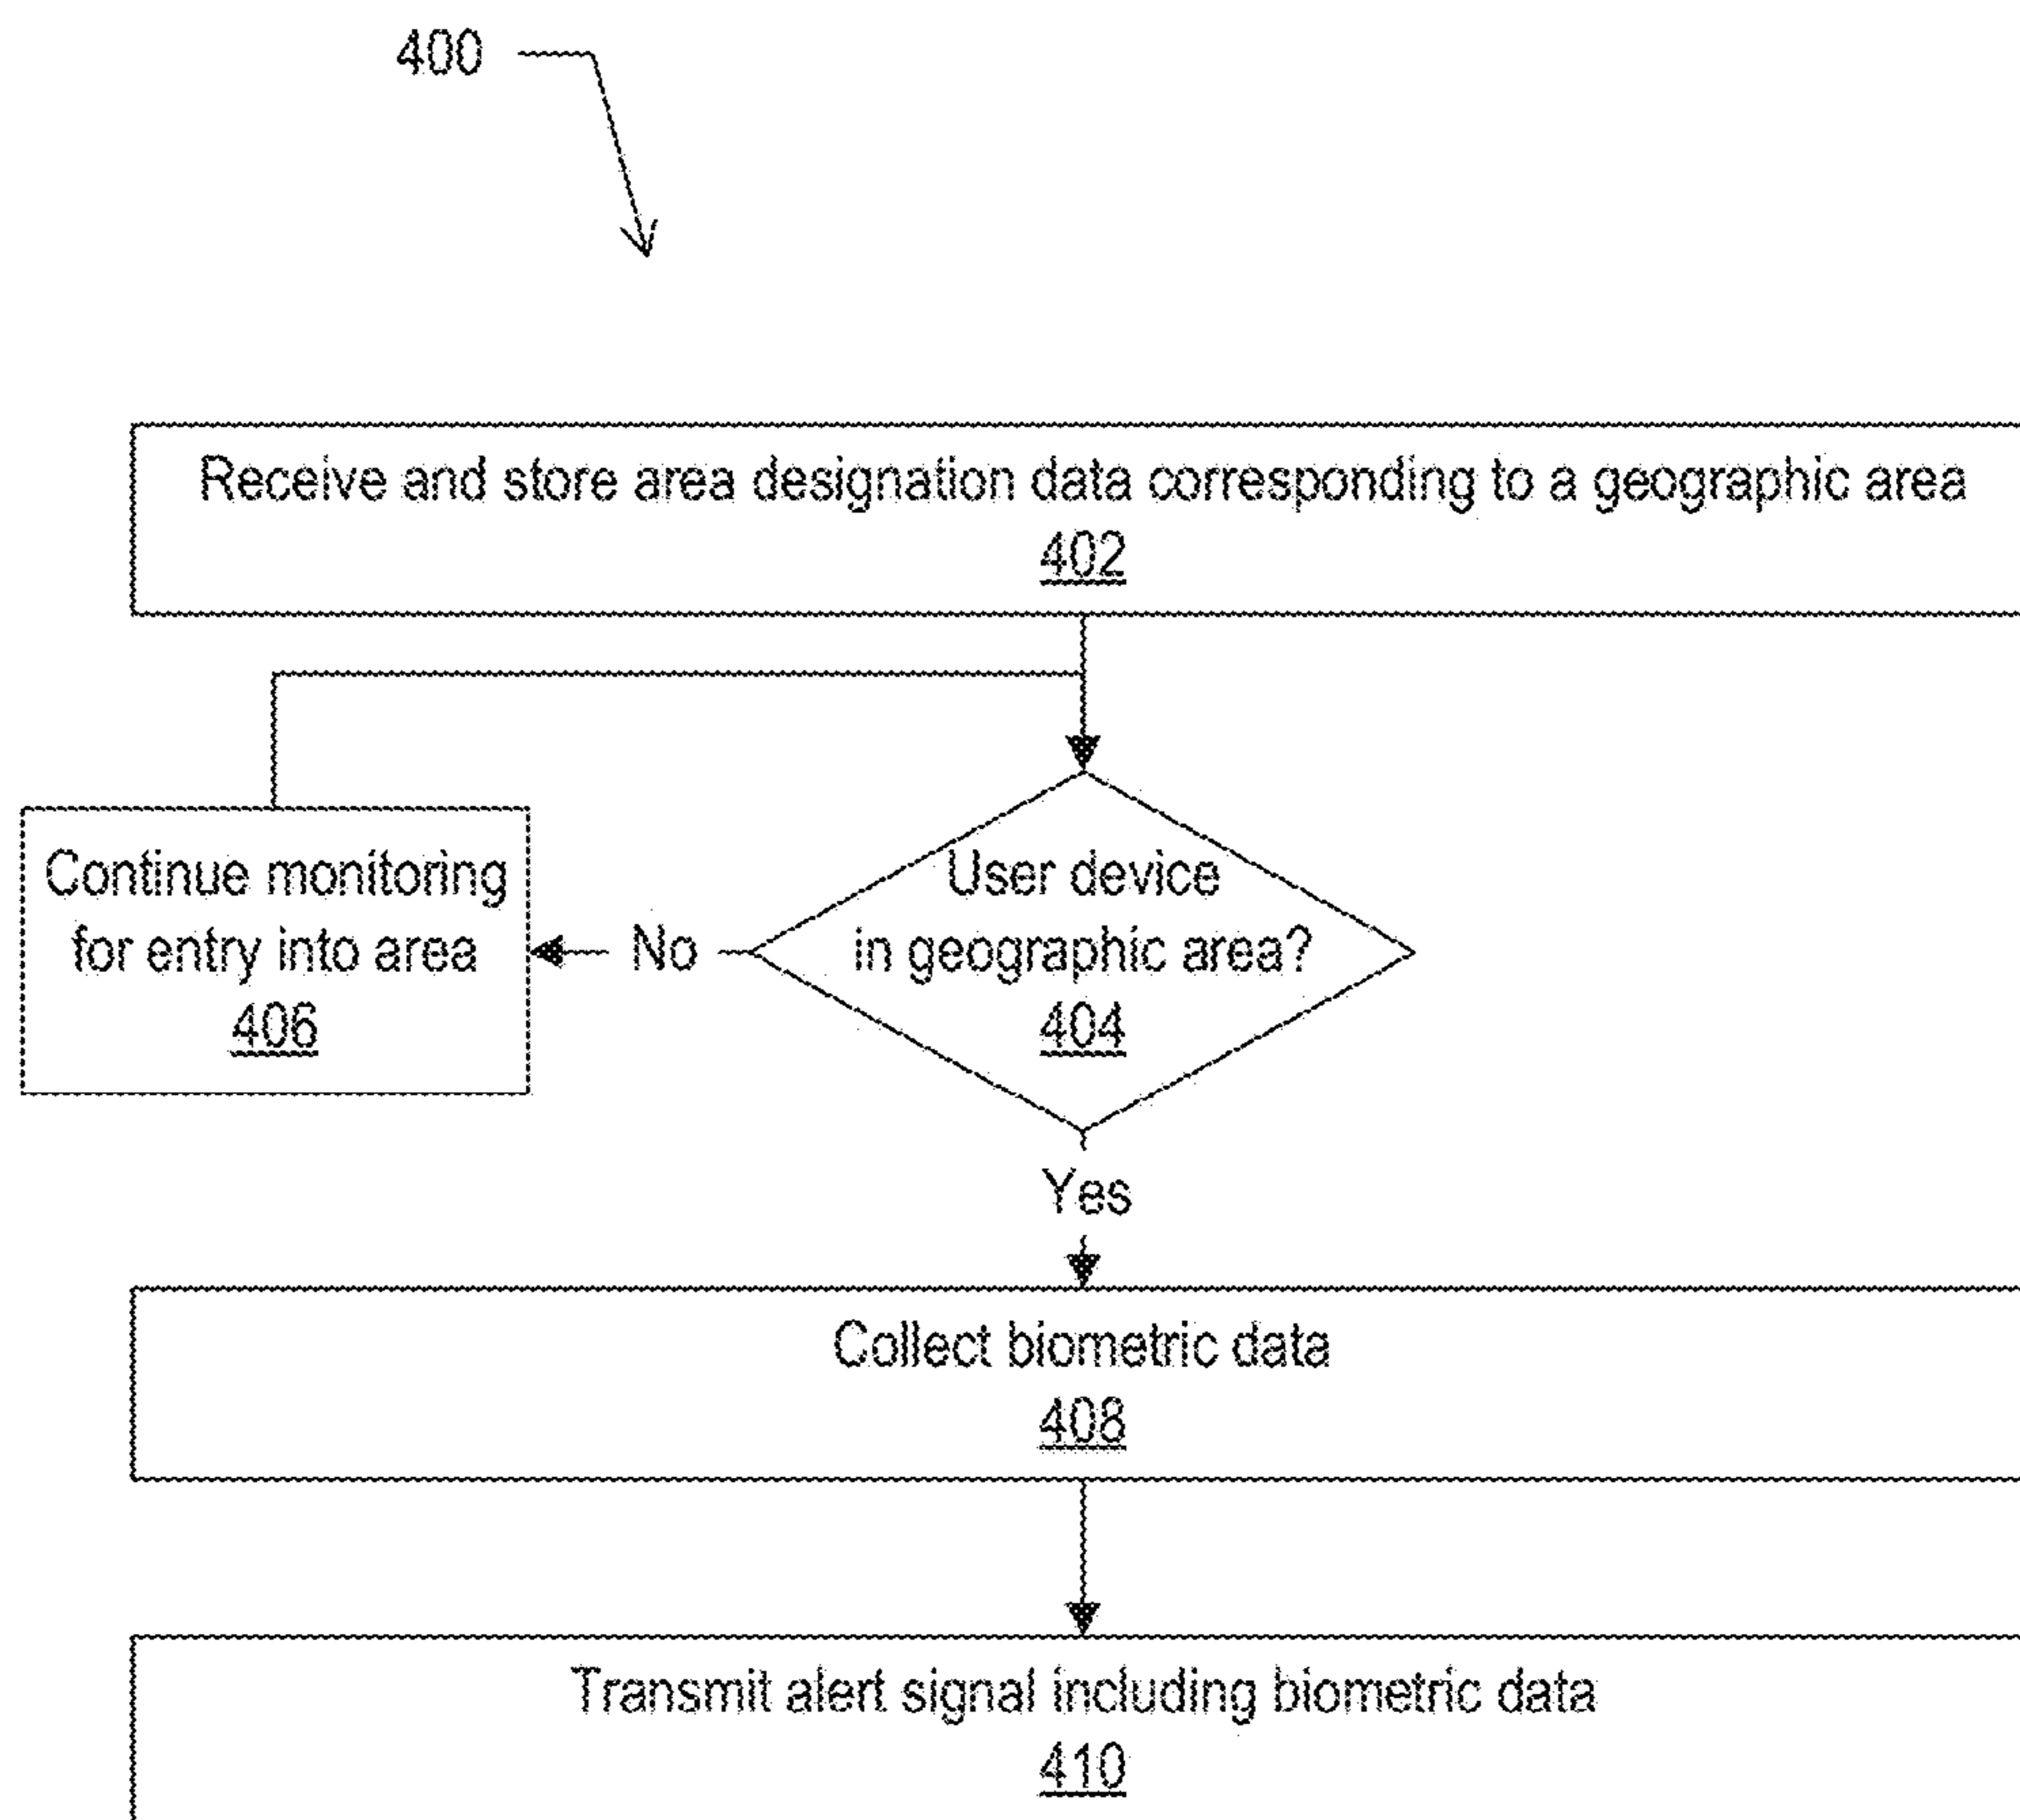 400
Receive and store area designation data corresponding to a geographic area
402
Continue monitoring
for entry into area
406
No
User device
in geographic area?
404
Yes
Collect biometric data
408
Transmit alert signal including biometric data
410